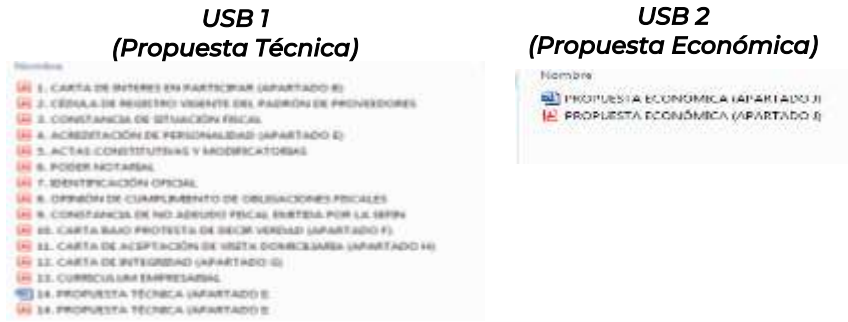 USB 1
(Propuesta Técnica)
Nombre
1. CARTA DE INTERES EN PARTICIPAR (APARTADO B)
2. CÉDULA DE REGISTRO VIGENTE DEL PADRÓN DE PROVEEDORES
3. CONSTANCIA DE SITUACIÓN FISCAL
4. ACREDITACIÓN DE PERSONALIDAD (APARTADO E)
5. ACTAS CONSTITUTIVAS Y MODIFICATORIAS
6. PODER NOTARIAL
7. IDENTIFICACIÓN OFICIAL
8. OPINIÓN DE CUMPLIMIENTO DE OBLIGACIONES FISCALES
9. CONSTANCIA DE NO ADEUDO FISCAL EMITIDA POR LA SEFIN
10. CARTA BAJO PROTESTA DE DECIR VERDAD (APARTADO F)
11. CARTA DE ACEPTACIÓN DE VISITA DOMICILIARIA (APARTADO H)
12. CARTA DE INTEGRIDAD (APARTADO G)
13. CURRICULUM EMPRESARIAL
14. PROPUESTA TÉCNICA (APARTADO I)
14. PROPUESTA TÉCNICA (APARTADO I)
USB 2
(Propuesta Económica)
Nombre
PROPUESTA ECONÓMICA (APARTADO J)
PROPUESTA ECONÓMICA (APARTADO J)